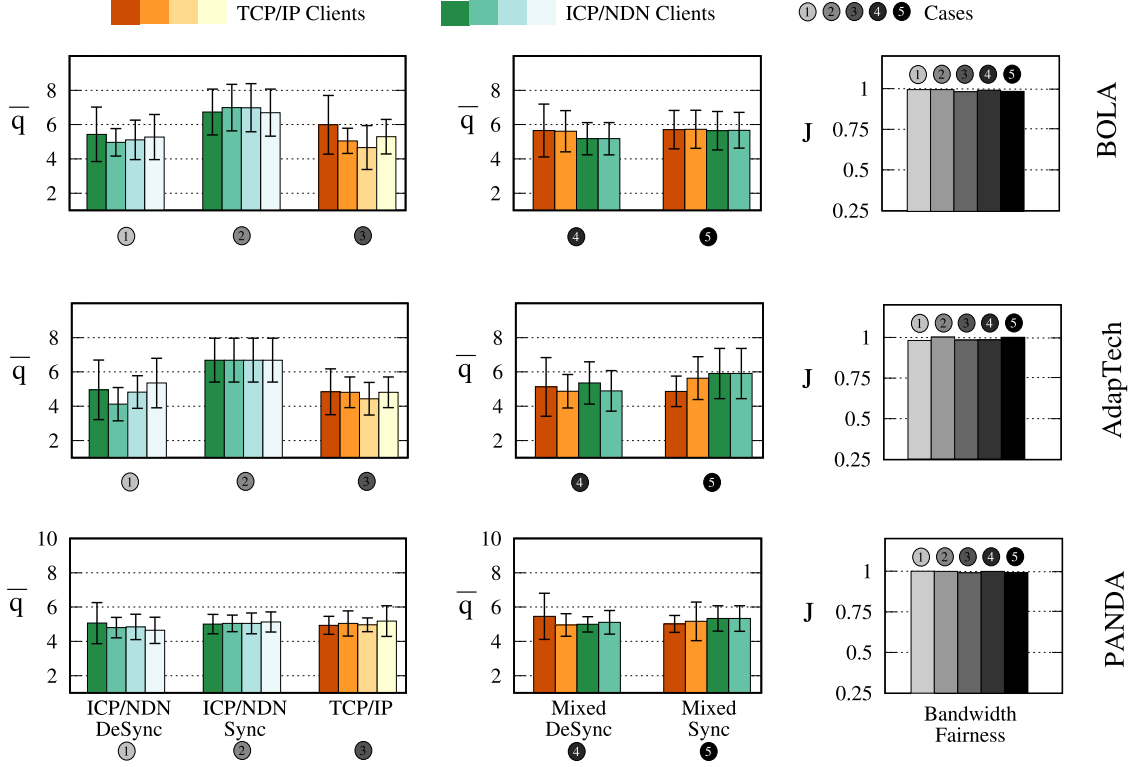 TCP/IP Clients
ICP/NDN Clients
1 2 3 4 5 Cases
q
8
6
4
2
1 2 3
q
8
6
4
2
4 5
J
1
0.75
0.5
0.25
1 2 3 4 5
BOLA
q
8
6
4
2
1 2 3
q
8
6
4
2
4 5
J
1
0.75
0.5
0.25
1 2 3 4 5
AdapTech
q
10
8
6
4
2
ICP/NDN DeSync
ICP/NDN Sync
TCP/IP
1 2 3
q
10
8
6
4
2
Mixed DeSync
Mixed Sync
4 5
J
1
0.75
0.5
0.25
1 2 3 4 5
Bandwidth
Fairness
PANDA